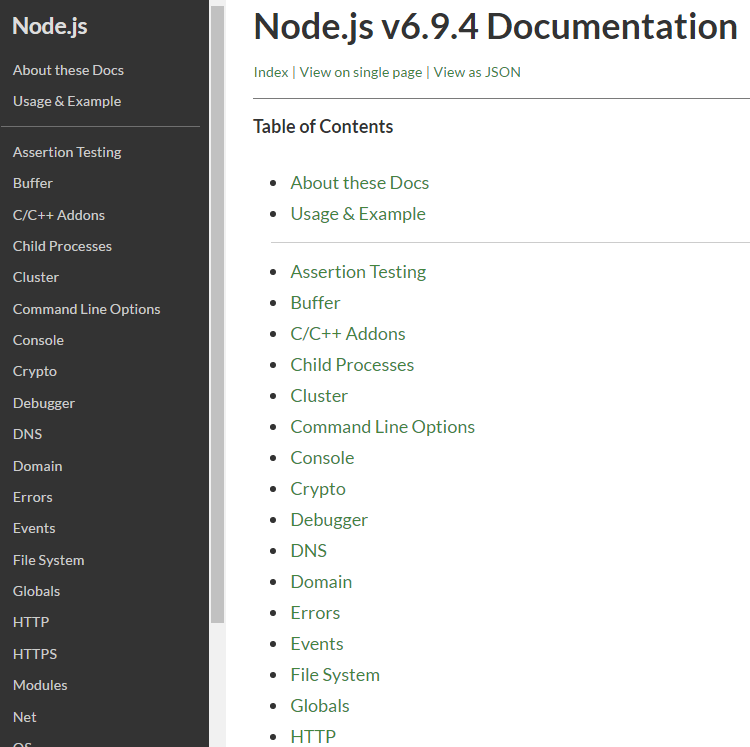 Node.js
About these Docs
Usage & Example
Assertion Testing
Buffer
C/C++ Addons
Child Processes
Cluster
Command Line Options
Console
Crypto
Debugger
DNS
Domain
Errors
Events
File System
Globals
HTTP
HTTPS
Modules
Net
OS
Node.js v6.9.4 Documentation
Index | View on single page | View as JSON
Table of Contents
About these Docs
Usage & Example
Assertion Testing
Buffer
C/C++ Addons
Child Processes
Cluster
Command Line Options
Console
Crypto
Debugger
DNS
Domain
Errors
Events
File System
Globals
HTTP